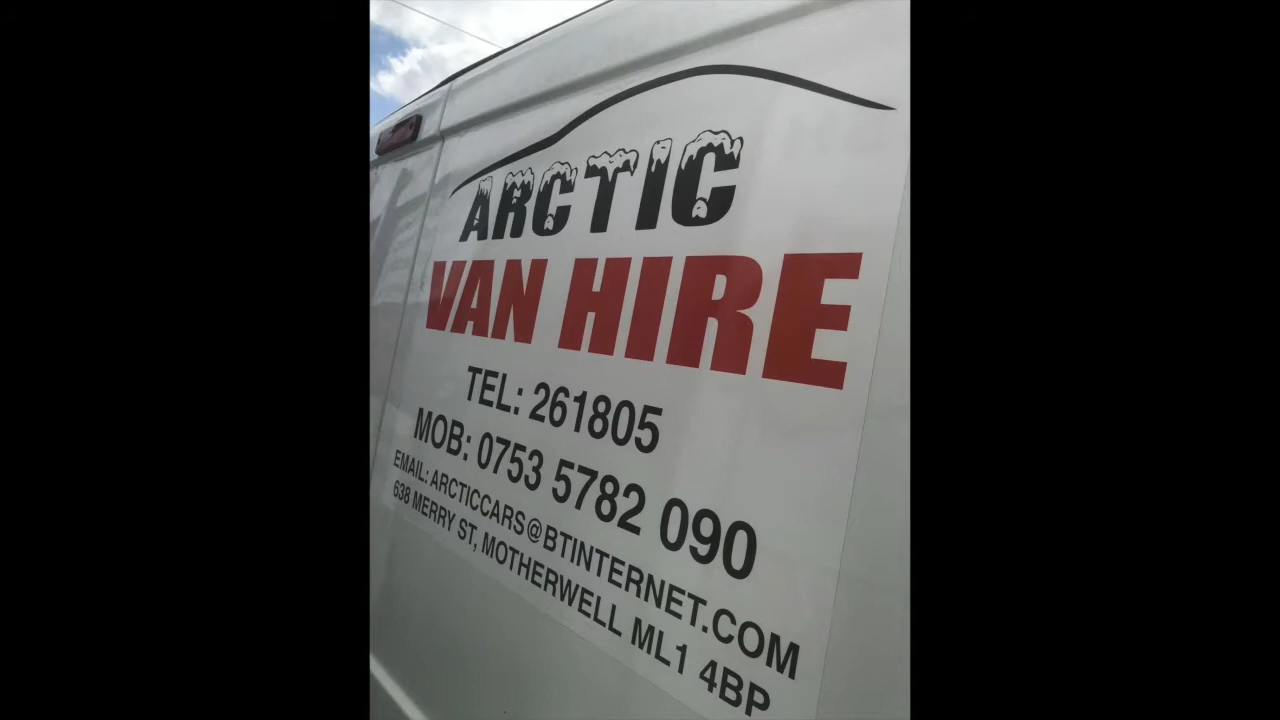 ARCTIC
VAN HIRE
TEL: 261805
MOB: 0753 5782 090
EMAIL: ARCTICCARS@BTINTERNET.COM
638 MERRY ST, MOTHERWELL ML1 4BP